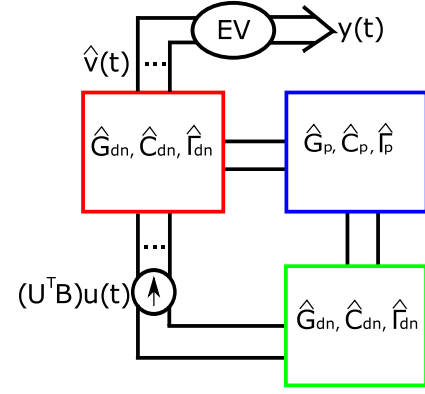 EV
y(t)
v̂(t)
...
Ĝdn, Ĉdn, Γ̂dn
Ĝp, Ĉp, Γ̂p
...
(UᵀB)u(t)
Ĝdn, Ĉdn, Γ̂dn